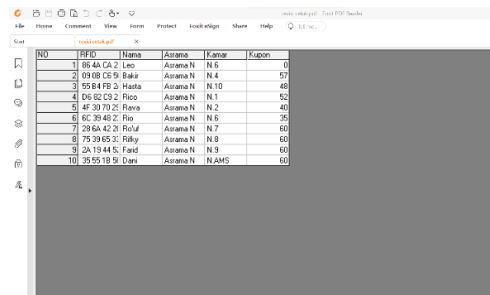 File Home Comment View Form Protect Foxit eSign Share Help
Start
NO RFID Nama Asrama Kamar Kupon
1 86 4A CA 2 Leo Asrama N N.6 0
2 09 0B C6 5 Bakir Asrama N N.4 57
3 55 B4 FB 2 Hasta Asrama N N.10 48
4 D6 82 C9 2 Rico Asrama N N.1 52
5 4F 30 70 2 Rava Asrama N N.2 40
6 6C 39 48 2 Rio Asrama N N.6 35
7 28 6A 42 2 Ro'uf Asrama N N.7 60
8 75 39 65 3 Rifky Asrama N N.8 60
9 2A 19 44 5 Farid Asrama N N.9 60
10 35 55 1B 5 Dani Asrama N N.AMS 60